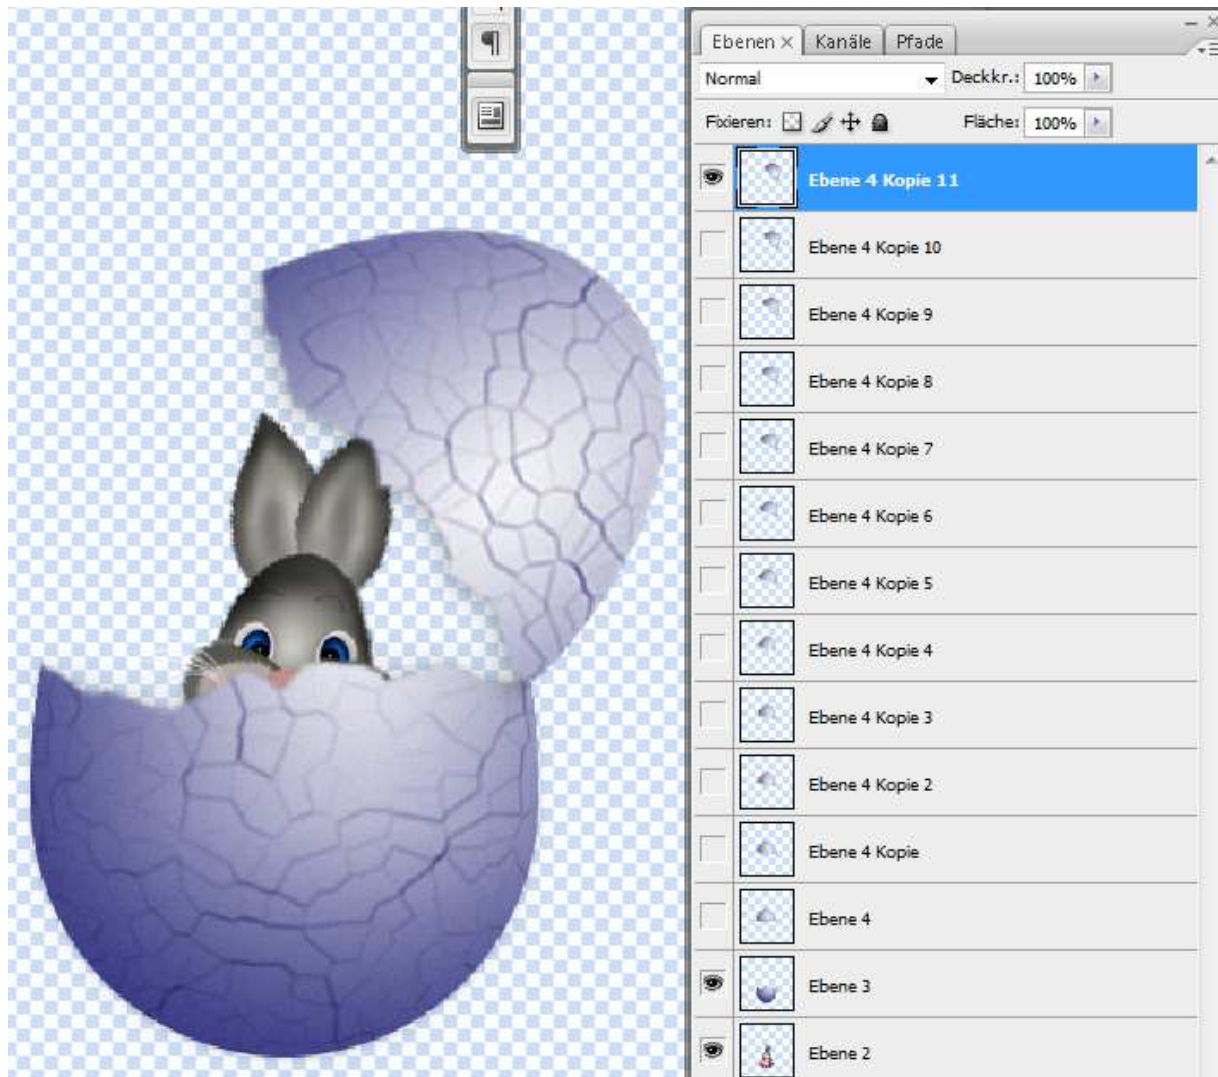 Ebenen × Kanäle Pfade
Normal Deckkr.: 100%
Fixieren: Fläche: 100%
Ebene 4 Kopie 11
Ebene 4 Kopie 10
Ebene 4 Kopie 9
Ebene 4 Kopie 8
Ebene 4 Kopie 7
Ebene 4 Kopie 6
Ebene 4 Kopie 5
Ebene 4 Kopie 4
Ebene 4 Kopie 3
Ebene 4 Kopie 2
Ebene 4 Kopie
Ebene 4
Ebene 3
Ebene 2